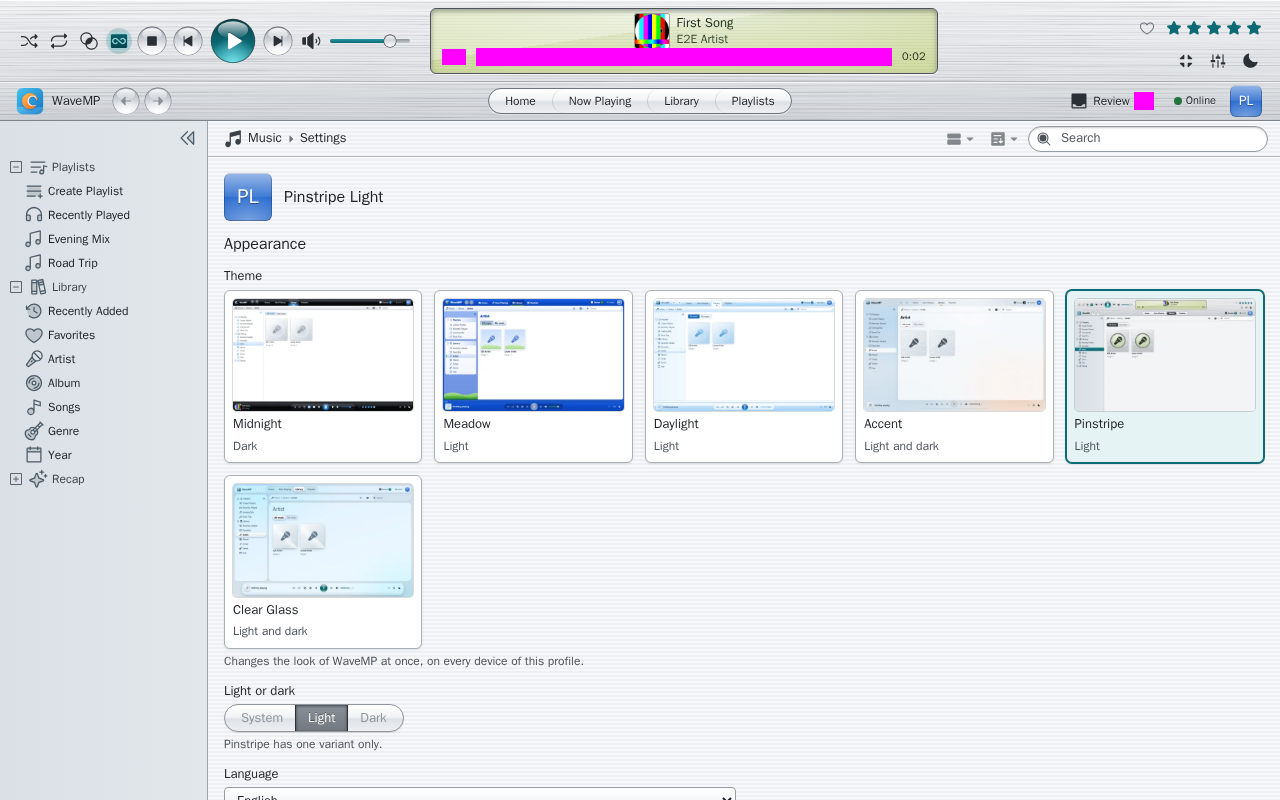 First Song
E2E Artist
0:02
WaveMP
Home
Now Playing
Library
Playlists
Review
Online
PL
Music
Settings
Search
Playlists
Create Playlist
Recently Played
Evening Mix
Road Trip
Library
Recently Added
Favorites
Artist
Album
Songs
Genre
Year
Recap
PL
Pinstripe Light
Appearance
Theme
Midnight
Dark
Meadow
Light
Daylight
Light
Accent
Light and dark
Pinstripe
Light
Clear Glass
Light and dark
Changes the look of WaveMP at once, on every device of this profile.
Light or dark
System
Light
Dark
Pinstripe has one variant only.
Language
English